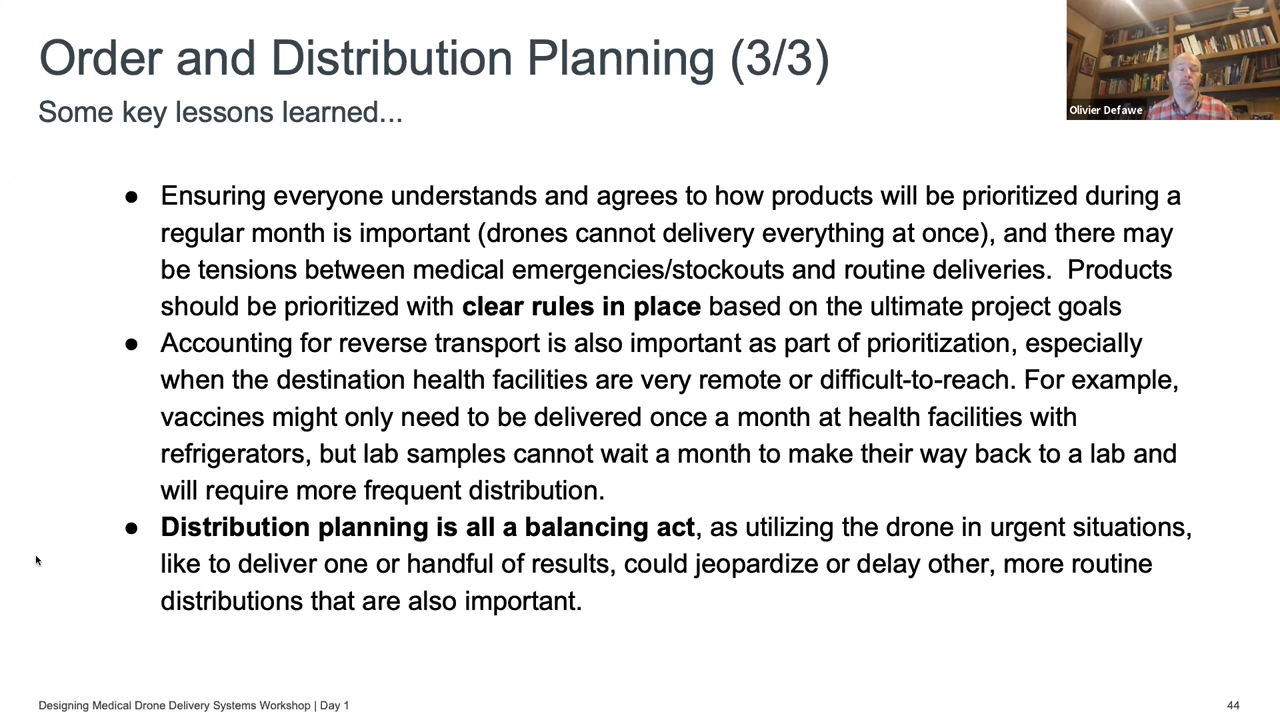 Order and Distribution Planning (3/3)
Some key lessons learned...
Olivier Defawe
● Ensuring everyone understands and agrees to how products will be prioritized during a
regular month is important (drones cannot delivery everything at once), and there may
be tensions between medical emergencies/stockouts and routine deliveries.  Products
should be prioritized with clear rules in place based on the ultimate project goals
● Accounting for reverse transport is also important as part of prioritization, especially
when the destination health facilities are very remote or difficult-to-reach. For example,
vaccines might only need to be delivered once a month at health facilities with
refrigerators, but lab samples cannot wait a month to make their way back to a lab and
will require more frequent distribution.
● Distribution planning is all a balancing act, as utilizing the drone in urgent situations,
like to deliver one or handful of results, could jeopardize or delay other, more routine
distributions that are also important.
Designing Medical Drone Delivery Systems Workshop | Day 1
44